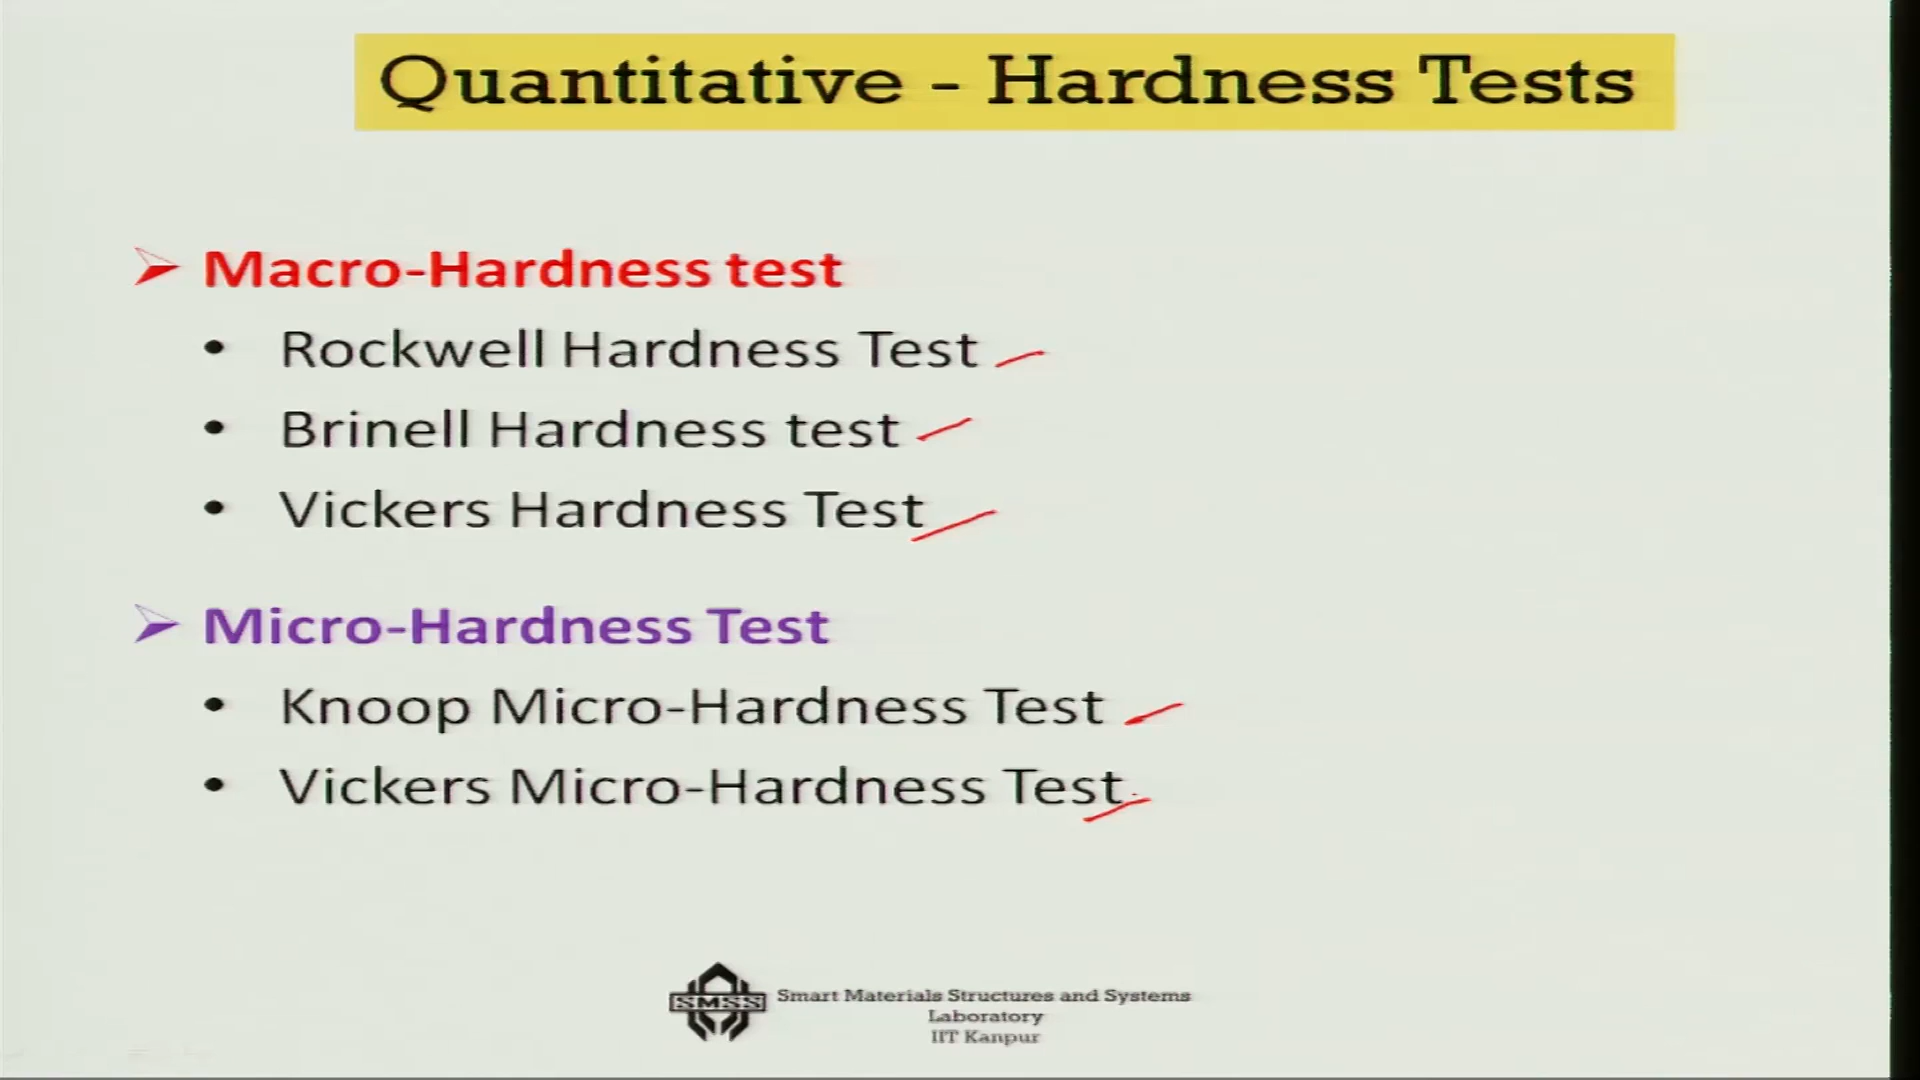 Quantitative - Hardness Tests
Macro-Hardness test
Rockwell Hardness Test
Brinell Hardness test
Vickers Hardness Test
Micro-Hardness Test
Knoop Micro-Hardness Test
Vickers Micro-Hardness Test
SMSS
Smart Materials Structures and Systems
Laboratory
IIT Kanpur